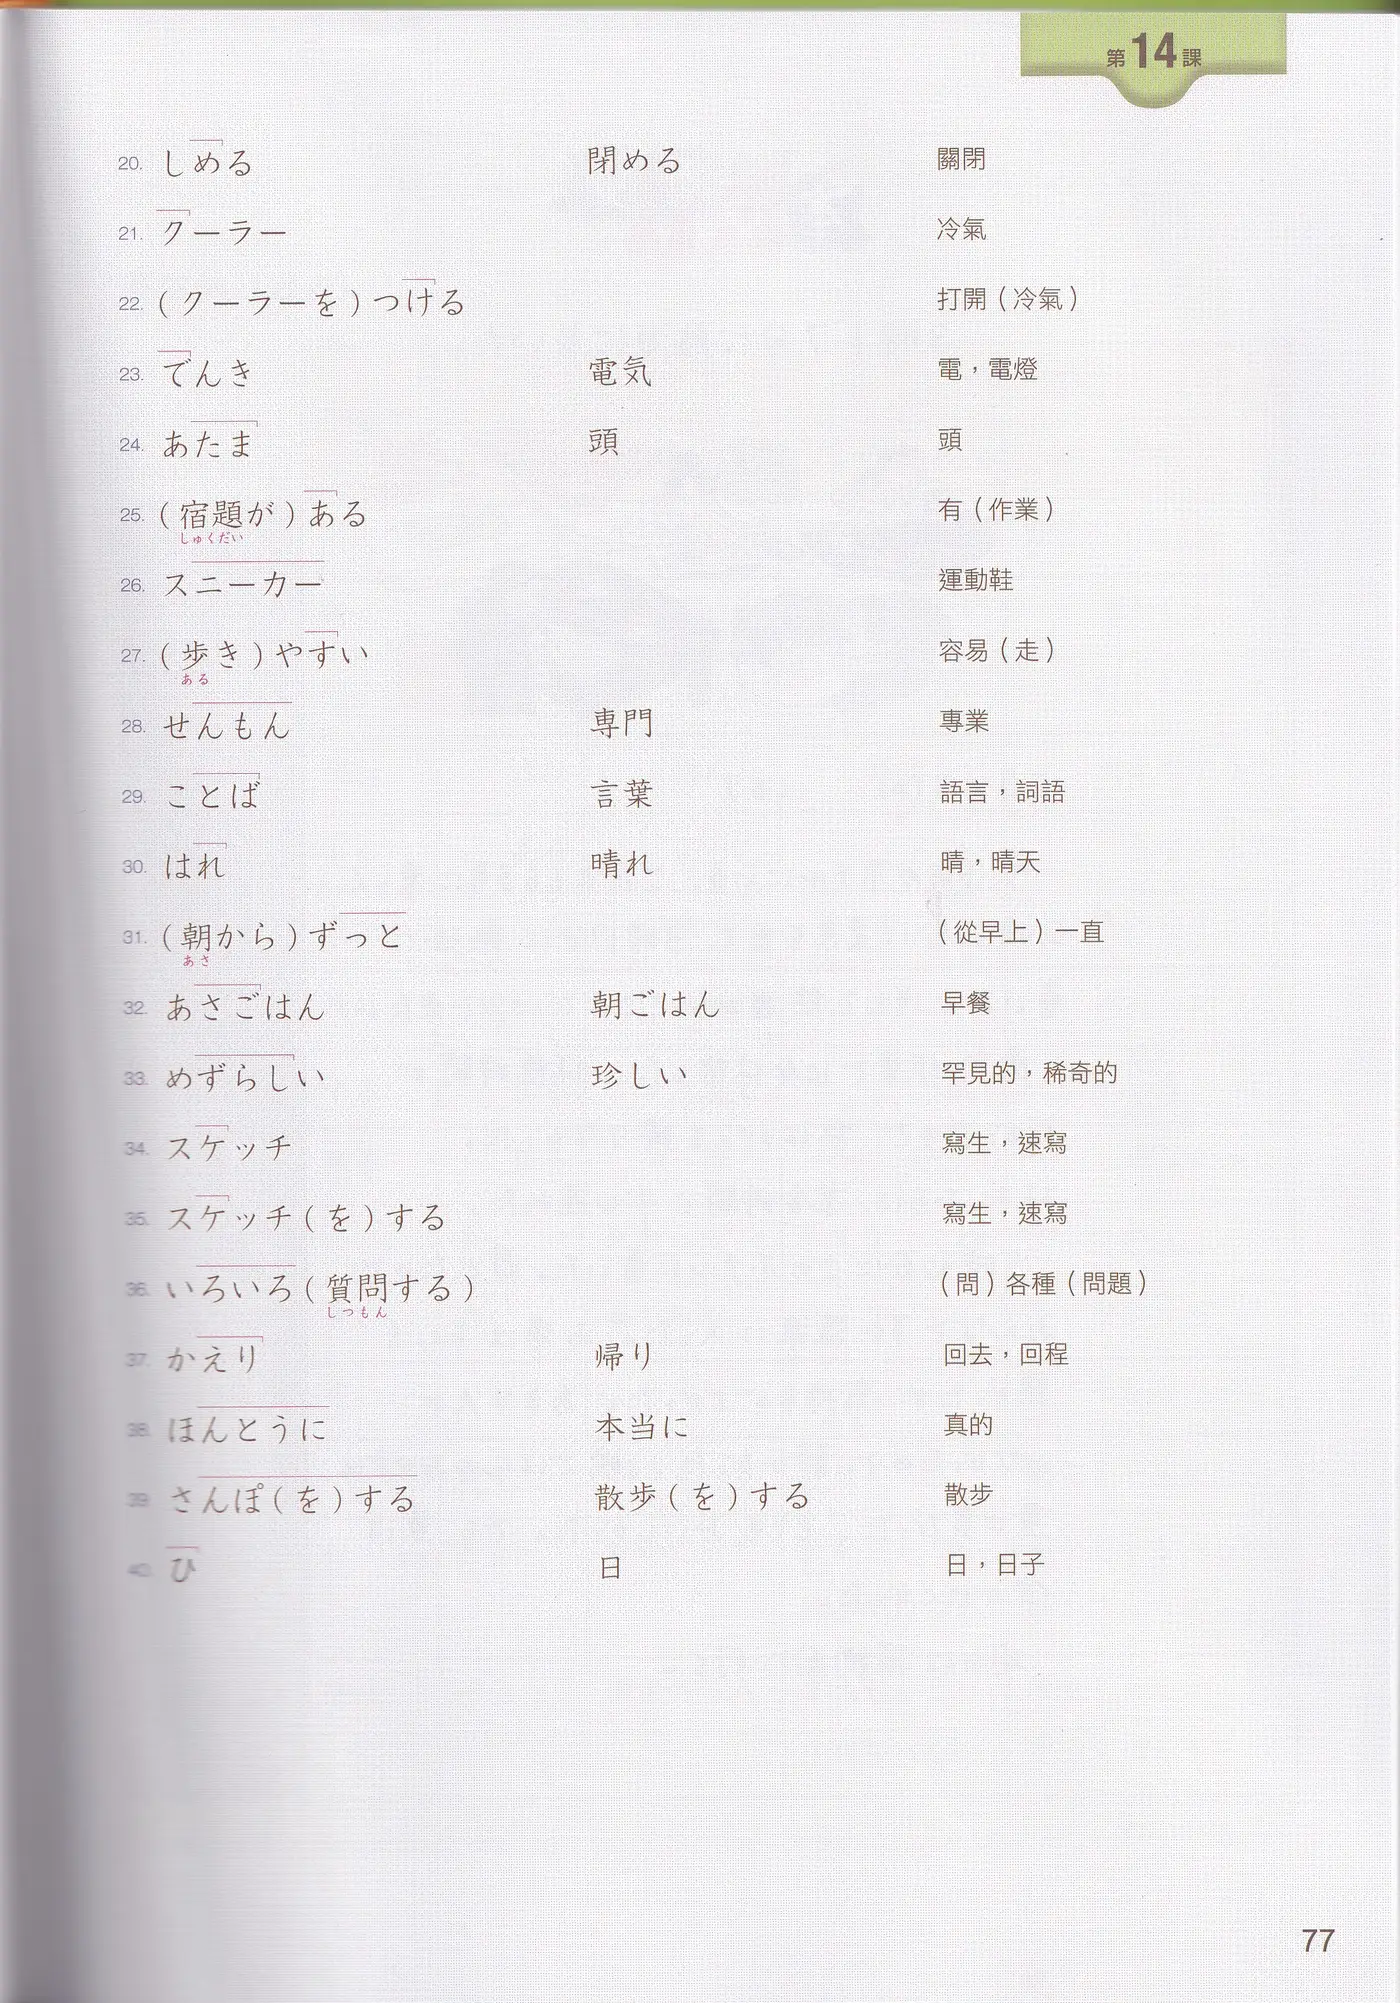 第14課
20. しめる 閉める 關閉
21. クーラー 冷氣
22. (クーラーを)つける 打開(冷氣)
23. でんき 電気 電，電燈
24. あたま 頭 頭
25. (宿題が)ある 有(作業)
しゅくだい
26. スニーカー 運動鞋
27. (歩き)やすい 容易(走)
ある
28. せんもん 専門 專業
29. ことば 言葉 語言，詞語
30. はれ 晴れ 晴，晴天
31. (朝から)ずっと (從早上)一直
あさ
32. あさごはん 朝ごはん 早餐
33. めずらしい 珍しい 罕見的，稀奇的
34. スケッチ 寫生，速寫
35. スケッチ(を)する 寫生，速寫
36. いろいろ(質問する) (問)各種(問題)
しつもん
37. かえり 帰り 回去，回程
38. ほんとうに 本当に 真的
39. さんぽ(を)する 散歩(を)する 散步
40. ひ 日 日，日子
77